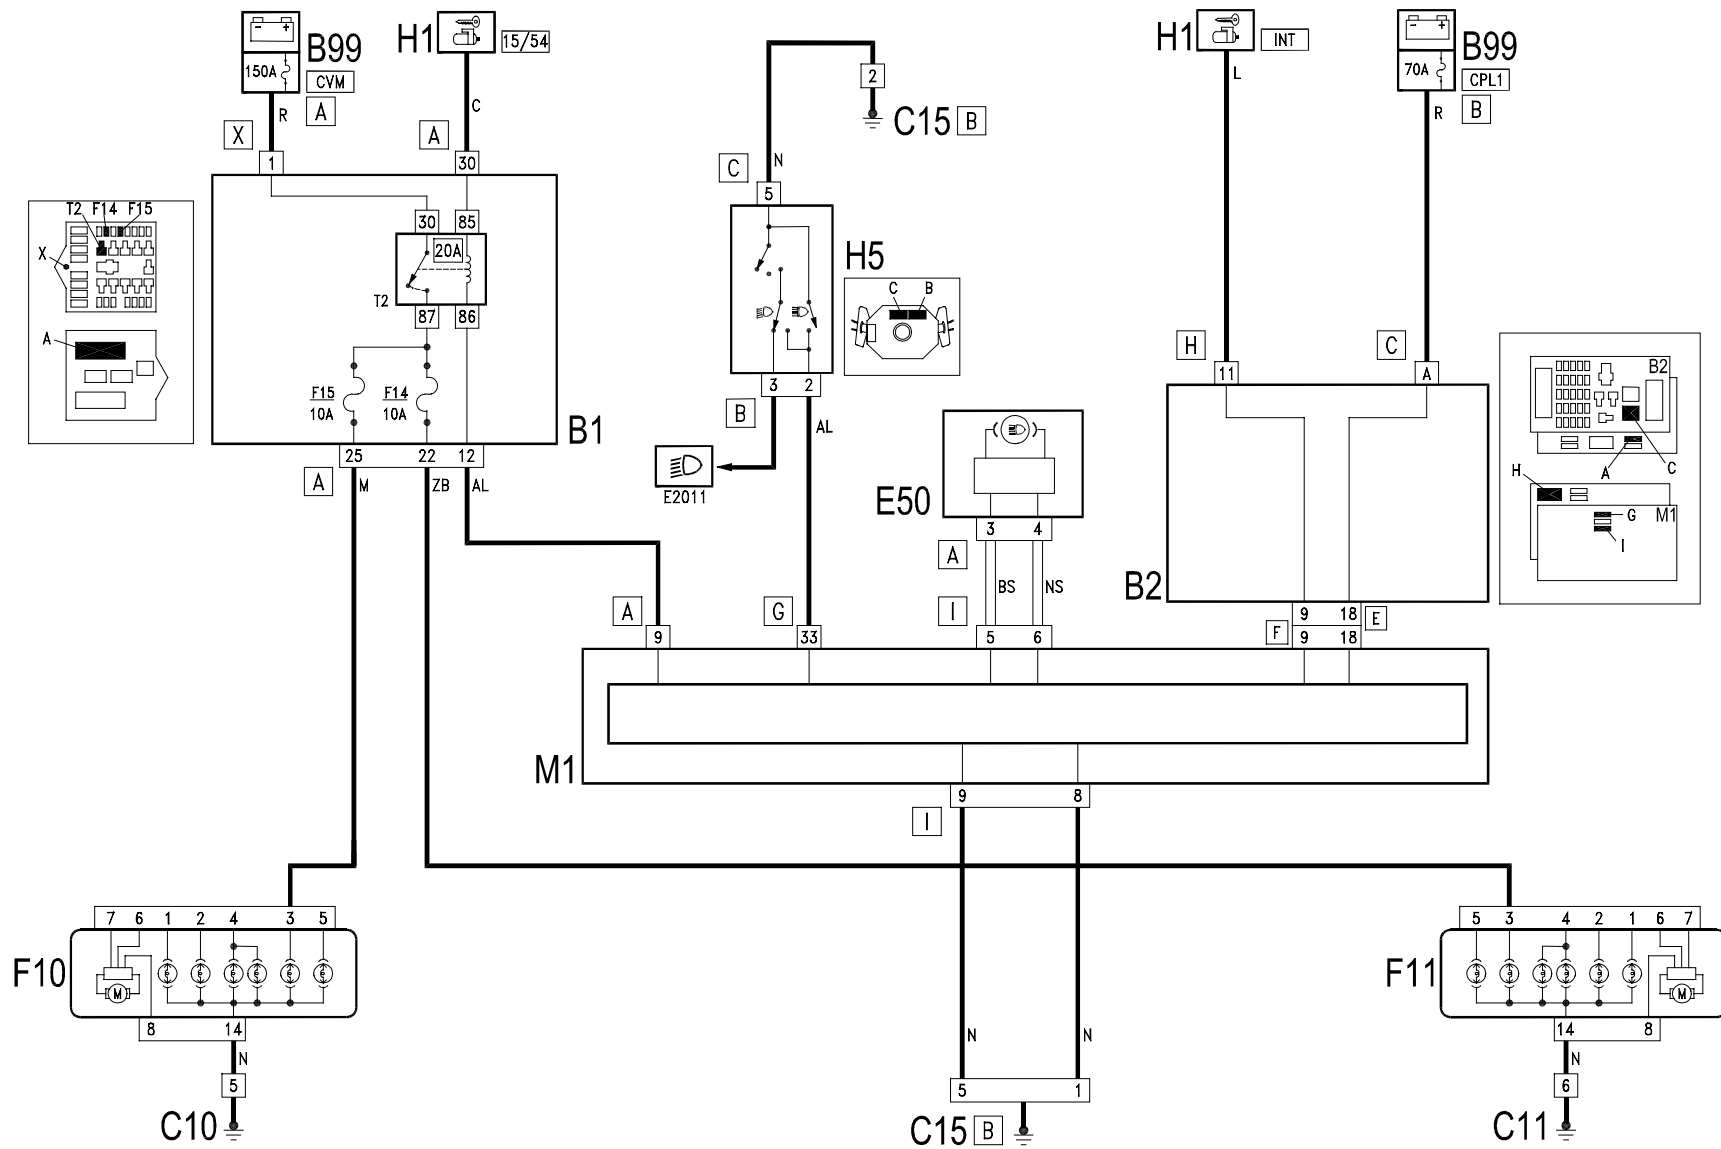 B99
150A
CVM
A
R
X
1
H1
15/54
C
A
30
2
C15 B
N
C
5
H1
INT
L
B99
70A
CPL1
B
R
T2 F14 F15
X
A
30 85
20A
T2
87 86
F15
10A
F14
10A
B1
25 22 12
A
M
ZB
AL
H5
C B
3 2
B
AL
E2011
E50
3 4
A
BS
NS
I
5 6
H
11
C
A
B2
9 18
E
F
9 18
B2
A
C
H
G
M1
I
A
9
G
33
M1
9 8
I
N
N
5 1
C15 B
7 6 1 2 4 3 5
F10
M
8 14
N
5
C10
5 3 4 2 1 6 7
F11
M
14 8
N
6
C11